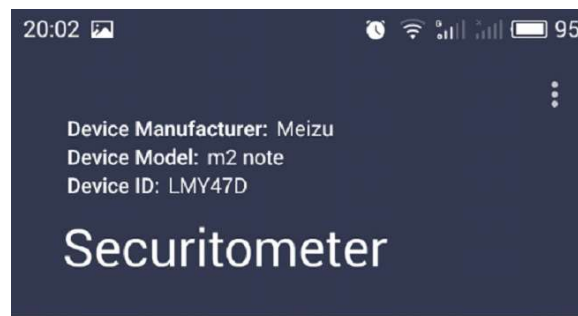 20:02 95
Device Manufacturer: Meizu
Device Model: m2 note
Device ID: LMY47D
Securitometer